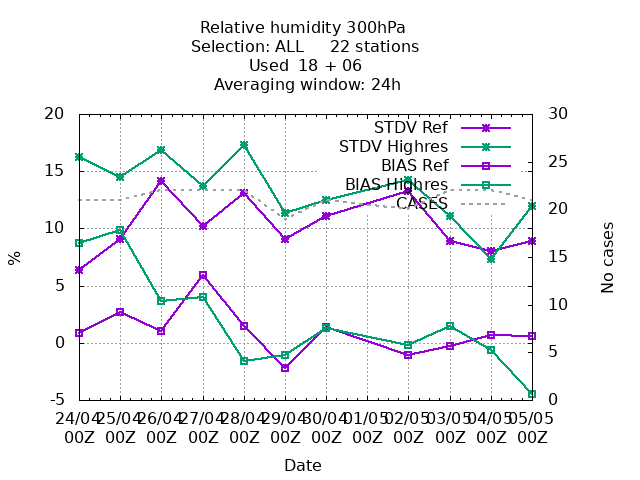 Relative humidity 300hPa
Selection: ALL     22 stations
Used  18 + 06
Averaging window: 24h
20
15
10
5
0
-5
%
30
25
20
15
10
5
0
No cases
STDV Ref
STDV Highres
BIAS Ref
BIAS Highres
CASES
24/04 25/04 26/04 27/04 28/04 29/04 30/04 01/05 02/05 03/05 04/05 05/05
00Z 00Z 00Z 00Z 00Z 00Z 00Z 00Z 00Z 00Z 00Z 00Z
Date